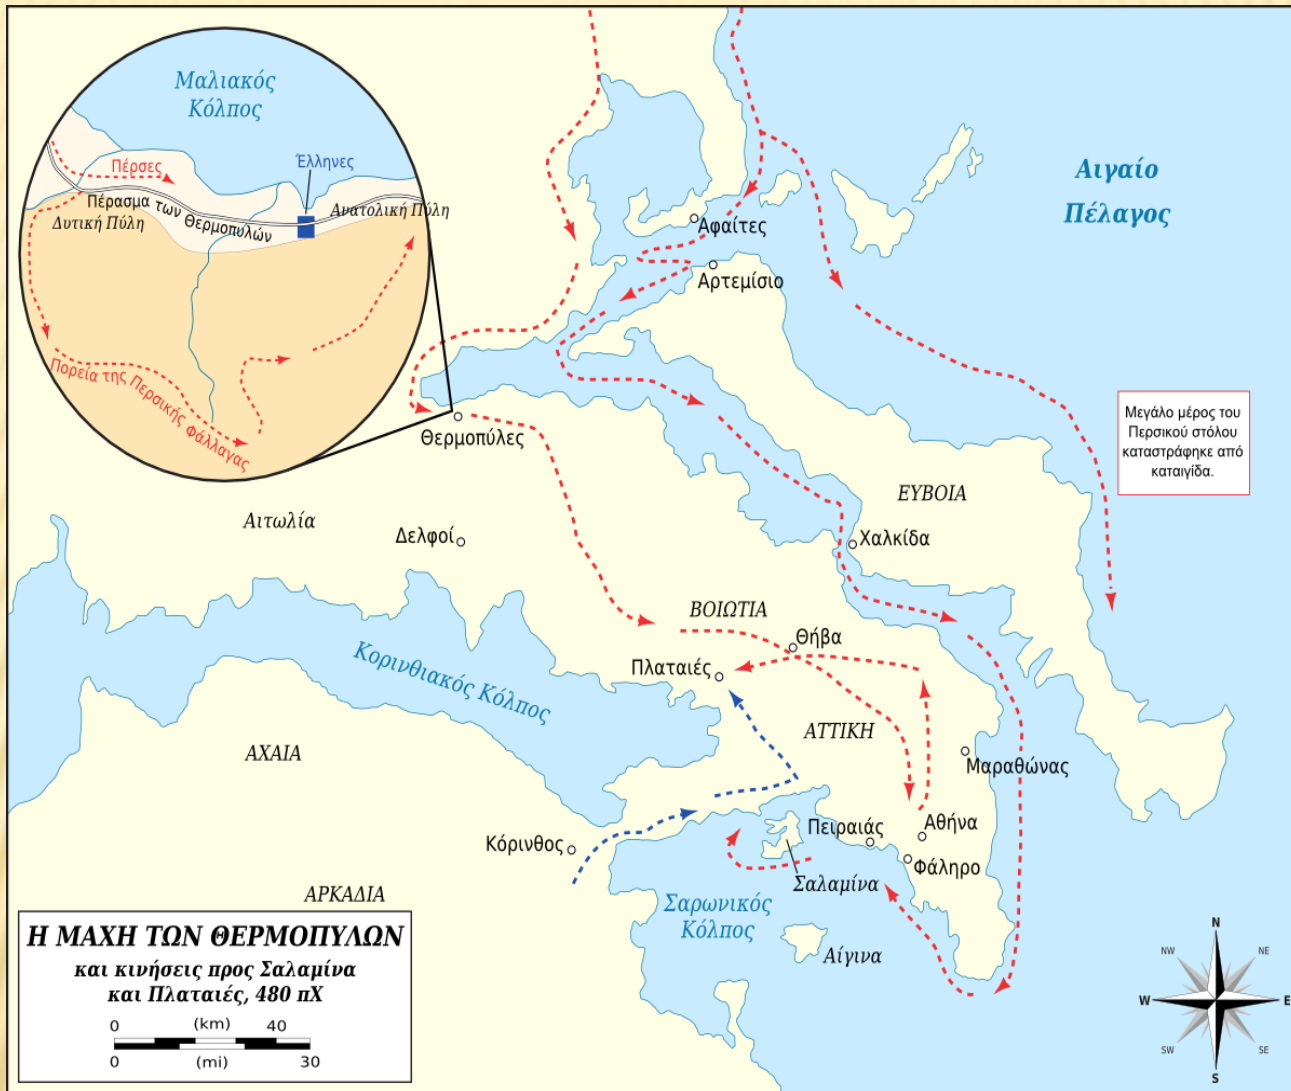 Μαλιακός
Κόλπος
Έλληνες
Πέρσες
Πέρασμα των Θερμοπυλών
Ανατολική Πύλη
Δυτική Πύλη
Πορεία της Περσικής Φάλλαγας
Αιγαίο
Πέλαγος
Αφαίτες
Αρτεμίσιο
Μεγάλο μέρος του
Περσικού στόλου
καταστράφηκε από
καταιγίδα.
Θερμοπύλες
ΕΥΒΟΙΑ
Αιτωλία
Δελφοί
Χαλκίδα
ΒΟΙΩΤΙΑ
Θήβα
Πλαταιές
Κορινθιακός Κόλπος
ΑΤΤΙΚΗ
ΑΧΑΙΑ
Μαραθώνας
Πειραιάς
Αθήνα
Κόρινθος
Φάληρο
Σαλαμίνα
ΑΡΚΑΔΙΑ
Σαρωνικός
Κόλπος
Αίγινα
Η ΜΑΧΗ ΤΩΝ ΘΕΡΜΟΠΥΛΩΝ
και κινήσεις προς Σαλαμίνα
και Πλαταιές, 480 πΧ
0 (km) 40
0 (mi) 30
N
NW NE
W E
SW SE
S